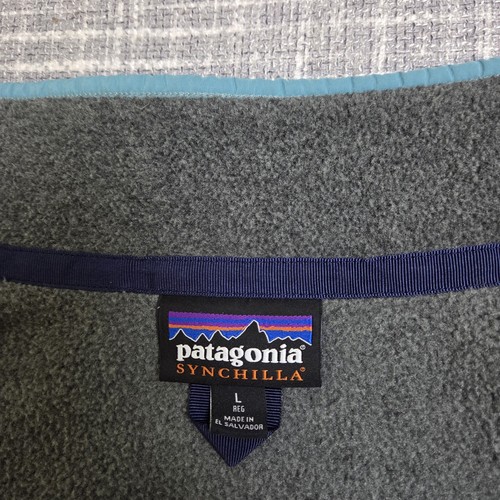 patagonia®
SYNCHILLA®
L
REG
MADE IN
EL SALVADOR